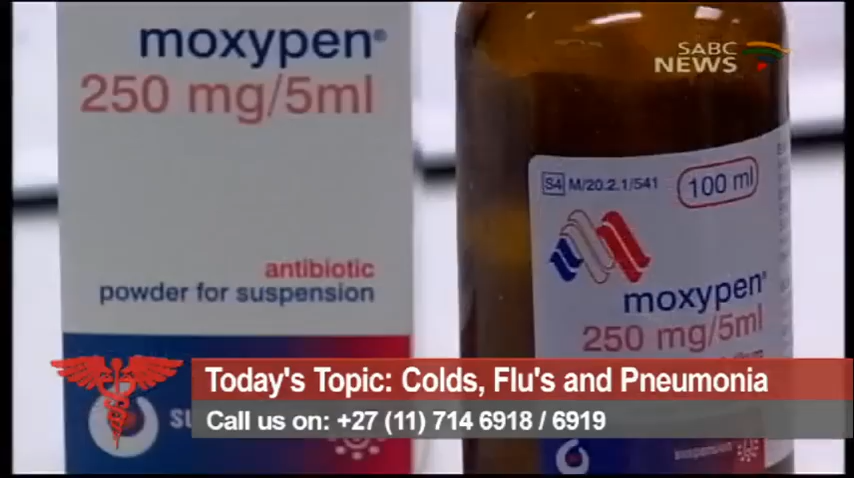 moxypen®
250 mg/5ml
antibiotic
powder for suspension
SABC
NEWS
S4 M/20.2.1/541
100 ml
moxypen®
250 mg/5ml
suspension
Today's Topic: Colds, Flu's and Pneumonia
Call us on: +27 (11) 714 6918 / 6919